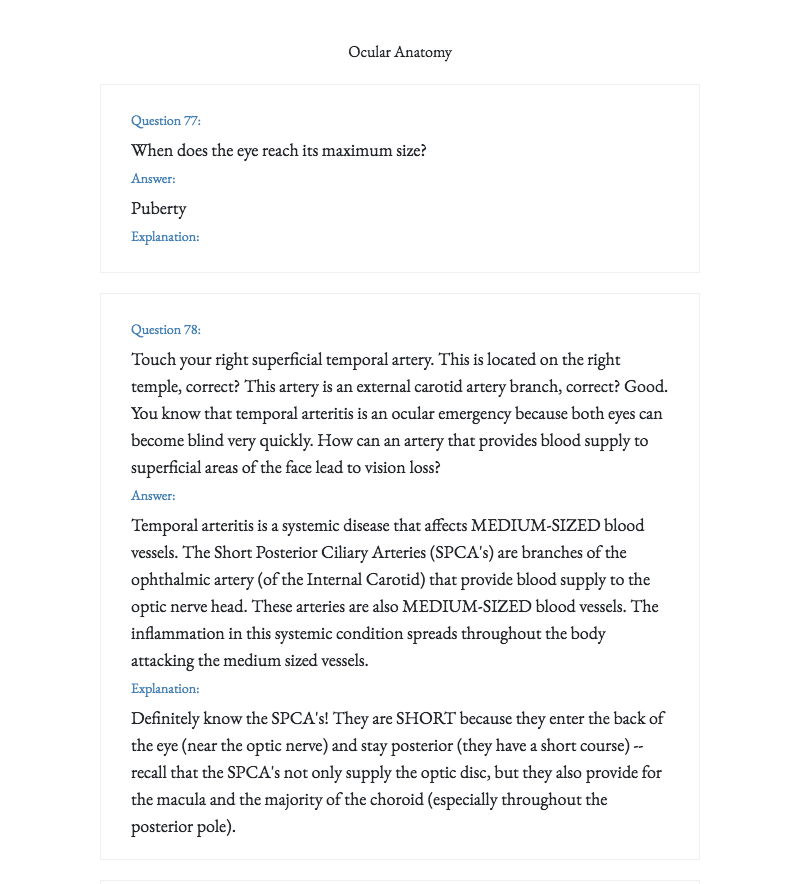 Ocular Anatomy
Question 77:
When does the eye reach its maximum size?
Answer:
Puberty
Explanation:
Question 78:
Touch your right superficial temporal artery. This is located on the right
temple, correct? This artery is an external carotid artery branch, correct? Good.
You know that temporal arteritis is an ocular emergency because both eyes can
become blind very quickly. How can an artery that provides blood supply to
superficial areas of the face lead to vision loss?
Answer:
Temporal arteritis is a systemic disease that affects MEDIUM-SIZED blood
vessels. The Short Posterior Ciliary Arteries (SPCA's) are branches of the
ophthalmic artery (of the Internal Carotid) that provide blood supply to the
optic nerve head. These arteries are also MEDIUM-SIZED blood vessels. The
inflammation in this systemic condition spreads throughout the body
attacking the medium sized vessels.
Explanation:
Definitely know the SPCA's! They are SHORT because they enter the back of
the eye (near the optic nerve) and stay posterior (they have a short course) --
recall that the SPCA's not only supply the optic disc, but they also provide for
the macula and the majority of the choroid (especially throughout the
posterior pole).